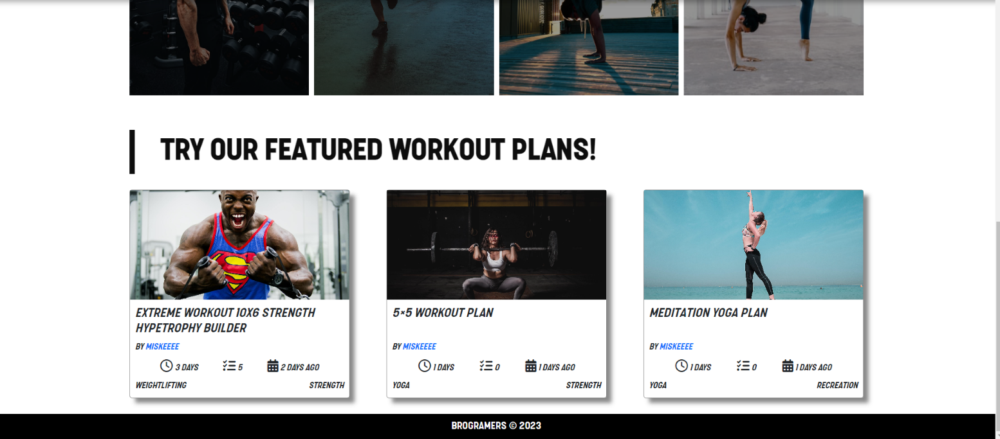 TRY OUR FEATURED WORKOUT PLANS!
EXTREME WORKOUT 10X6 STRENGTH
HYPETROPHY BUILDER
BY MISKEEEE
3 DAYS 5 2 DAYS AGO
WEIGHTLIFTING STRENGTH
5×5 WORKOUT PLAN
BY MISKEEEE
1 DAYS 0 1 DAYS AGO
YOGA STRENGTH
MEDITATION YOGA PLAN
BY MISKEEEE
1 DAYS 0 1 DAYS AGO
YOGA RECREATION
BROGRAMERS © 2023